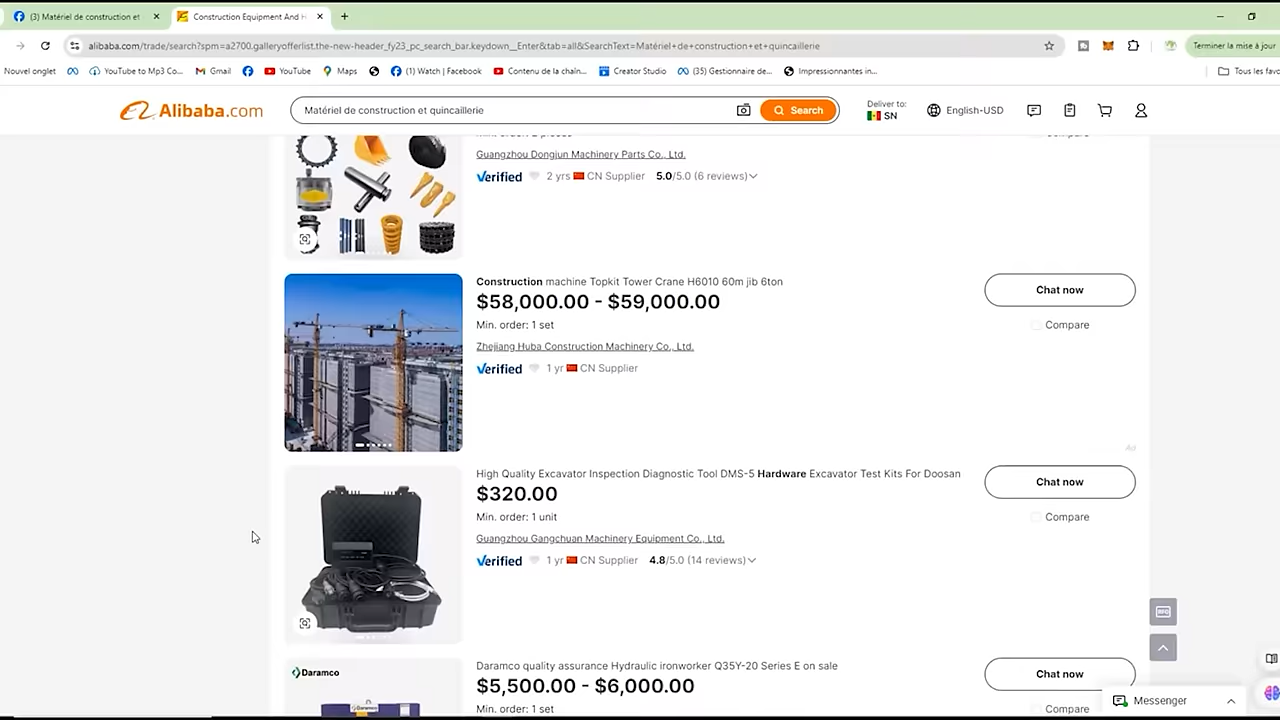 (3) Matériel de construction et
Construction Equipment And H
alibaba.com/trade/search?spm=a2700.galleryofferlist.the-new-header_fy23_pc_search_bar.keydown__Enter&tab=all&SearchText=Matériel+de+construction+et+quincaillerie
Terminer la mise à jour
Nouvel onglet
YouTube to Mp3 Co...
Gmail
YouTube
Maps
(1) Watch | Facebook
Contenu de la chaîn...
Creator Studio
(35) Gestionnaire de...
Impressionnantes in...
Tous les favo
Alibaba.com
Matériel de construction et quincaillerie
Search
Deliver to:
SN
English-USD
Guangzhou Dongjun Machinery Parts Co., Ltd.
Verified 2 yrs CN Supplier 5.0/5.0 (6 reviews)
Construction machine Topkit Tower Crane H6010 60m jib 6ton
$58,000.00 - $59,000.00
Min. order: 1 set
Zhejiang Huba Construction Machinery Co., Ltd.
Verified 1 yr CN Supplier
Chat now
Compare
Ad
High Quality Excavator Inspection Diagnostic Tool DMS-5 Hardware Excavator Test Kits For Doosan
$320.00
Min. order: 1 unit
Guangzhou Gangchuan Machinery Equipment Co., Ltd.
Verified 1 yr CN Supplier 4.8/5.0 (14 reviews)
Chat now
Compare
Daramco
Daramco quality assurance Hydraulic ironworker Q35Y-20 Series E on sale
$5,500.00 - $6,000.00
Min. order: 1 set
Chat now
Compare
Messenger